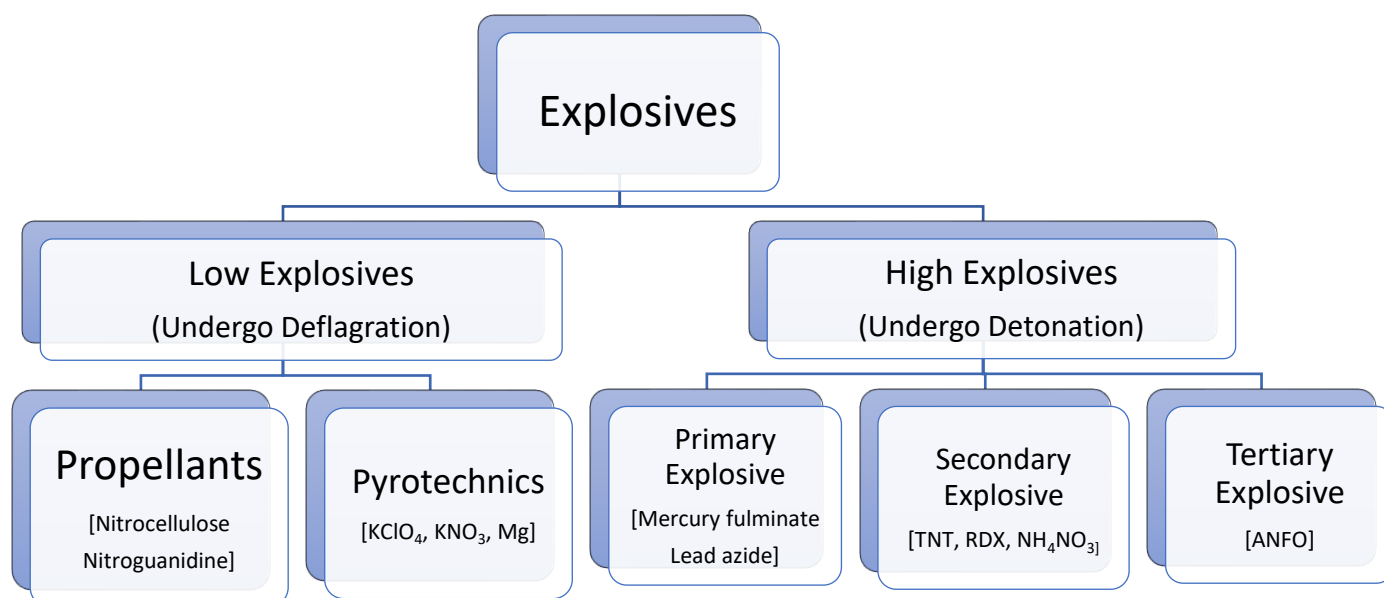 Explosives
Low Explosives
(Undergo Deflagration)
High Explosives
(Undergo Detonation)
Propellants
[Nitrocellulose
Nitroguanidine]
Pyrotechnics
[KClO₄, KNO₃, Mg]
Primary
Explosive
[Mercury fulminate
Lead azide]
Secondary
Explosive
[TNT, RDX, NH₄NO₃]
Tertiary
Explosive
[ANFO]